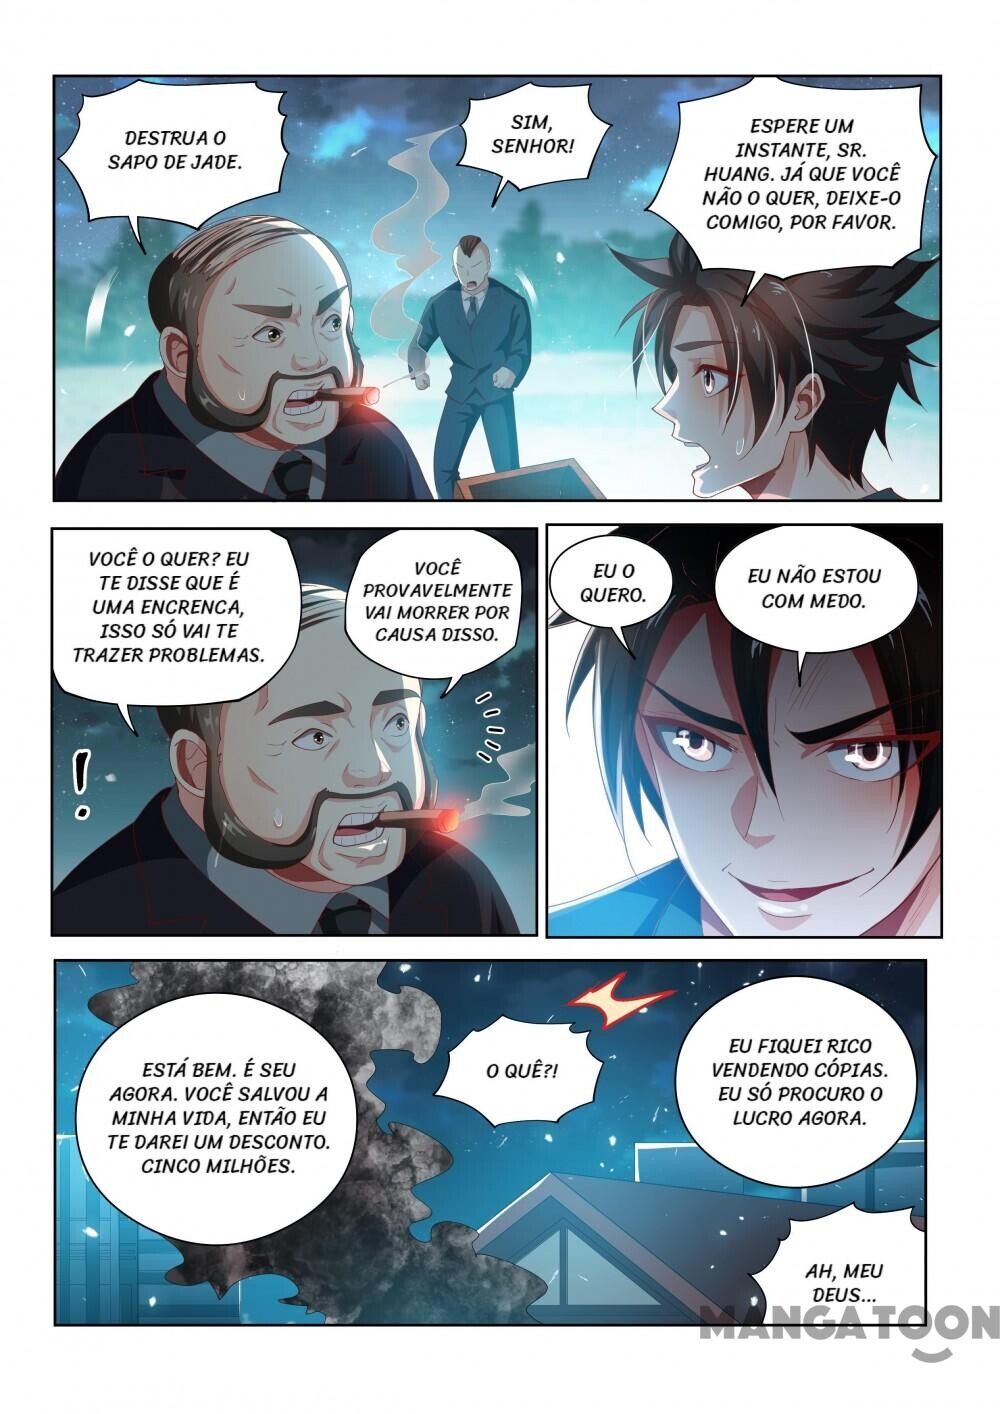 DESTRUA O
SAPO DE JADE.
SIM,
SENHOR!
ESPERE UM
INSTANTE, SR.
HUANG. JÁ QUE VOCÊ
NÃO O QUER, DEIXE-O
COMIGO, POR FAVOR.
VOCÊ O QUER? EU
TE DISSE QUE É
UMA ENCRENCA,
ISSO SÓ VAI TE
TRAZER PROBLEMAS.
VOCÊ
PROVAVELMENTE
VAI MORRER POR
CAUSA DISSO.
!
EU O
QUERO.
EU NÃO ESTOU
COM MEDO.
ESTÁ BEM. É SEU
AGORA. VOCÊ SALVOU A
MINHA VIDA, ENTÃO EU
TE DAREI UM DESCONTO.
CINCO MILHÕES.
O QUÊ?!
EU FIQUEI RICO
VENDENDO CÓPIAS.
EU SÓ PROCURO O
LUCRO AGORA.
AH, MEU
DEUS...
MANGATOON